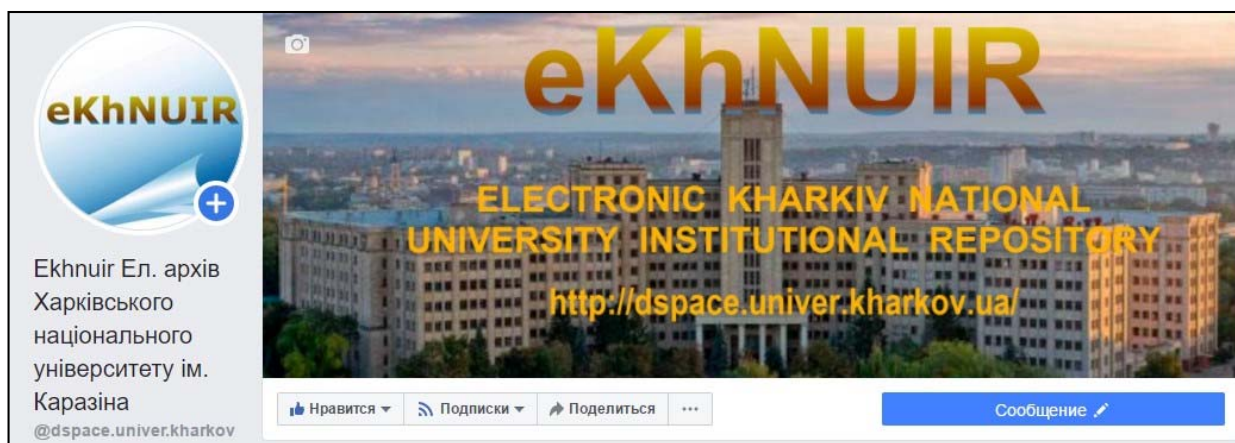 eKhNUIR
Ekhnuir Ел. архів
Харківського
національного
університету ім.
Каразіна
@dspace.univer.kharkov
eKhNUIR
ELECTRONIC KHARKIV NATIONAL
UNIVERSITY INSTITUTIONAL REPOSITORY
http://dspace.univer.kharkov.ua/
Нравится Подписки Поделиться ··· Сообщение